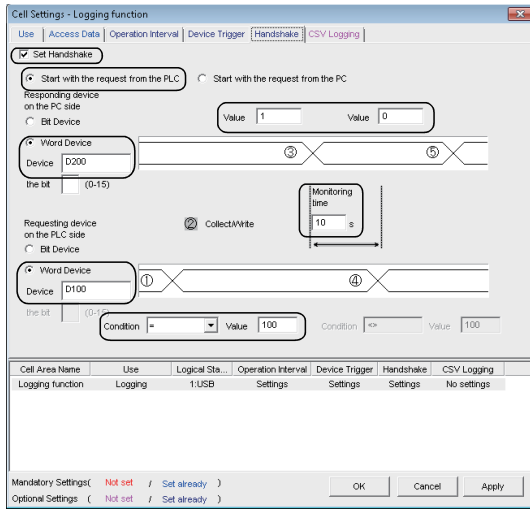 Cell Settings - Logging function
Use Access Data Operation Interval Device Trigger Handshake CSV Logging
Set Handshake
Start with the request from the PLC Start with the request from the PC
Responding device
on the PC side
Bit Device
Value 1 Value 0
Word Device
③ ⑤
Device D200
the bit (0-15)
Monitoring
time
10 s
Requesting device
on the PLC side
② Collect/Write
Bit Device
Word Device
① ④
Device D100
the bit (0-15)
Condition = Value 100 Condition <> Value 100
Cell Area Name Use Logical Sta... Operation Interval Device Trigger Handshake CSV Logging
Logging function Logging 1:USB Settings Settings Settings No settings
Mandatory Settings( Not set / Set already )
Optional Settings ( Not set / Set already )
OK Cancel Apply